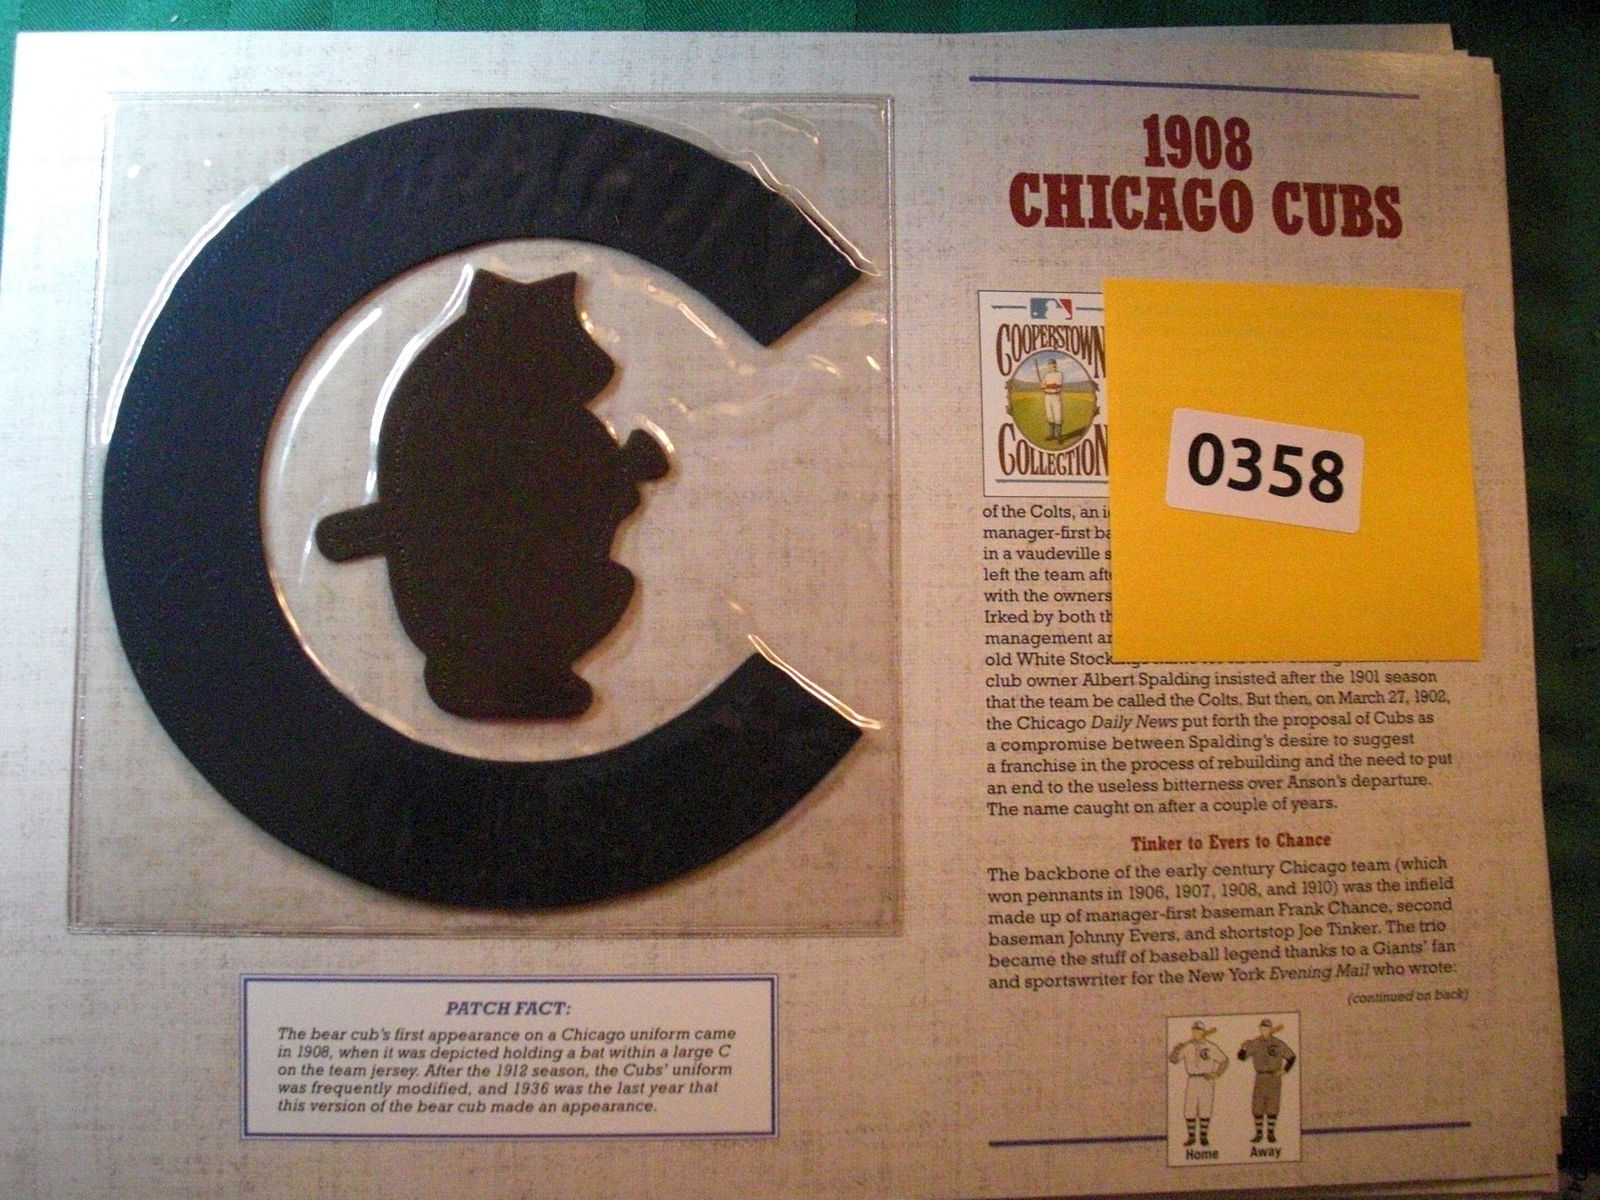 1908
CHICAGO CUBS
COOPERSTOWN
COLLECTION
0358
of the Colts, an
manager-first
in a vaudeville
left the team
with the owners
Irked by both
management
old White
club owner Albert Spalding insisted after the 1901 season
that the team be called the Colts. But then, on March 27, 1902,
the Chicago Daily News put forth the proposal of Cubs as
a compromise between Spalding's desire to suggest
a franchise in the process of rebuilding and the need to put
an end to the useless bitterness over Anson's departure.
The name caught on after a couple of years.
Tinker to Evers to Chance
The backbone of the early century Chicago team (which
won pennants in 1906, 1907, 1908, and 1910) was the infield
made up of manager-first baseman Frank Chance, second
baseman Johnny Evers, and shortstop Joe Tinker. The trio
became the stuff of baseball legend thanks to a Giants' fan
and sportswriter for the New York Evening Mail who wrote:
(continued on back)
Home Away
PATCH FACT:
The bear cub's first appearance on a Chicago uniform came
in 1908, when it was depicted holding a bat within a large C
on the team jersey. After the 1912 season, the Cubs' uniform
was frequently modified, and 1936 was the last year that
this version of the bear cub made an appearance.